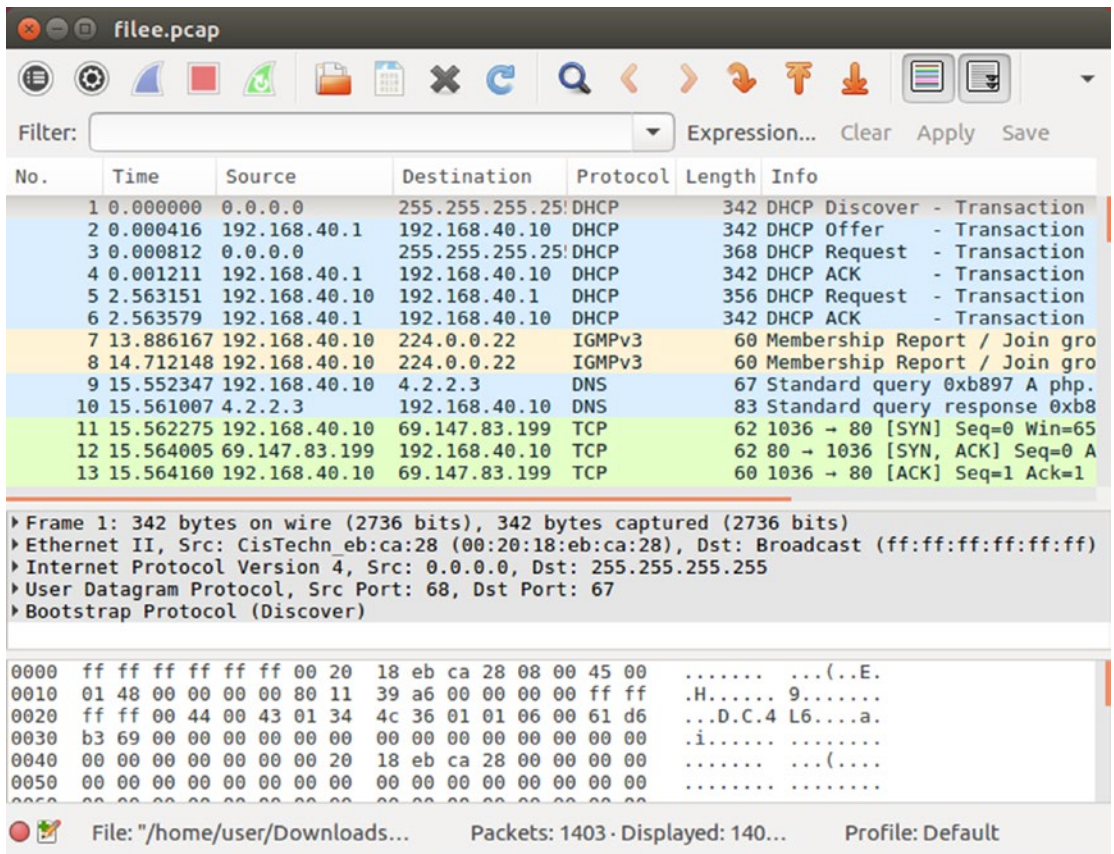 filee.pcap
Filter: Expression... Clear Apply Save
No. Time Source Destination Protocol Length Info
1 0.000000 0.0.0.0 255.255.255.25 DHCP 342 DHCP Discover - Transaction
2 0.000416 192.168.40.1 192.168.40.10 DHCP 342 DHCP Offer - Transaction
3 0.000812 0.0.0.0 255.255.255.25 DHCP 368 DHCP Request - Transaction
4 0.001211 192.168.40.1 192.168.40.10 DHCP 342 DHCP ACK - Transaction
5 2.563151 192.168.40.10 192.168.40.1 DHCP 356 DHCP Request - Transaction
6 2.563579 192.168.40.1 192.168.40.10 DHCP 342 DHCP ACK - Transaction
7 13.886167 192.168.40.10 224.0.0.22 IGMPv3 60 Membership Report / Join gro
8 14.712148 192.168.40.10 224.0.0.22 IGMPv3 60 Membership Report / Join gro
9 15.552347 192.168.40.10 4.2.2.3 DNS 67 Standard query 0xb897 A php.
10 15.561007 4.2.2.3 192.168.40.10 DNS 83 Standard query response 0xb8
11 15.562275 192.168.40.10 69.147.83.199 TCP 62 1036 → 80 [SYN] Seq=0 Win=65
12 15.564005 69.147.83.199 192.168.40.10 TCP 62 80 → 1036 [SYN, ACK] Seq=0 A
13 15.564160 192.168.40.10 69.147.83.199 TCP 60 1036 → 80 [ACK] Seq=1 Ack=1
Frame 1: 342 bytes on wire (2736 bits), 342 bytes captured (2736 bits)
Ethernet II, Src: CisTechn_eb:ca:28 (00:20:18:eb:ca:28), Dst: Broadcast (ff:ff:ff:ff:ff:ff)
Internet Protocol Version 4, Src: 0.0.0.0, Dst: 255.255.255.255
User Datagram Protocol, Src Port: 68, Dst Port: 67
Bootstrap Protocol (Discover)
0000 ff ff ff ff ff ff 00 20 18 eb ca 28 08 00 45 00 ....... ...(..E.
0010 01 48 00 00 00 00 80 11 39 a6 00 00 00 00 ff ff .H...... 9.......
0020 ff ff 00 44 00 43 01 34 4c 36 01 01 06 00 61 d6 ...D.C.4 L6....a.
0030 b3 69 00 00 00 00 00 00 00 00 00 00 00 00 00 00 .i...... ........
0040 00 00 00 00 00 00 00 20 18 eb ca 28 00 00 00 00 ....... ...(....
0050 00 00 00 00 00 00 00 00 00 00 00 00 00 00 00 00 ........ ........
File: "/home/user/Downloads... Packets: 1403 · Displayed: 140... Profile: Default